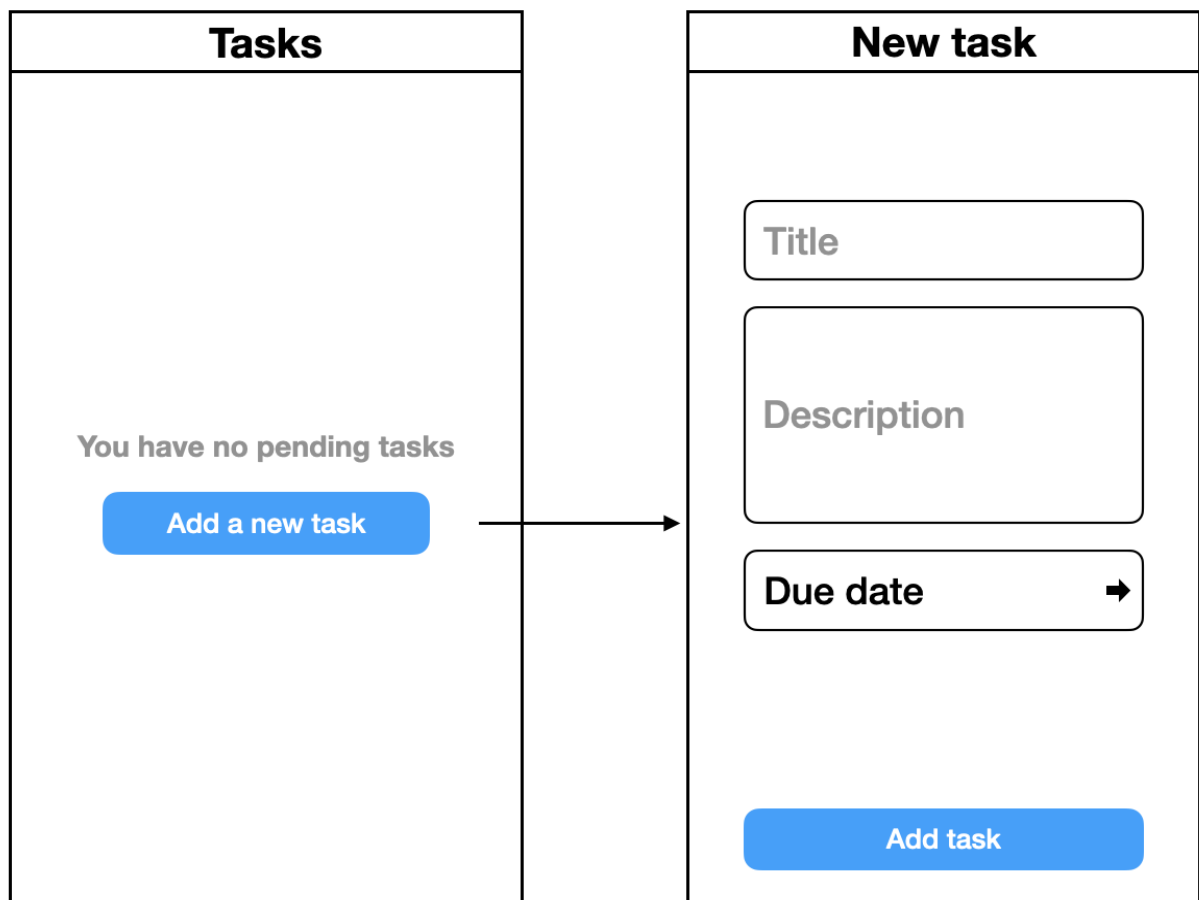 Tasks
You have no pending tasks
Add a new task
New task
Title
Description
Due date
Add task